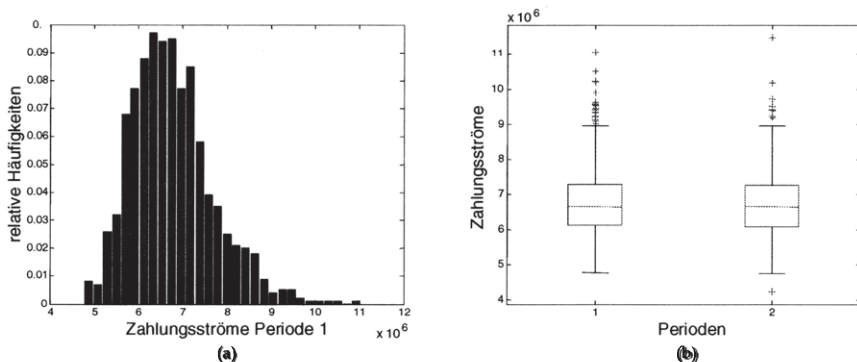 0.
0.09
0.08
0.07
0.06
0.05
0.04
0.03
0.02
0.01
0
relative Häufigkeiten
4 5 6 7 8 9 10 11 12
Zahlungsströme Periode 1
x 10^6
(a)
x 10^6
11
10
9
8
7
6
5
4
Zahlungsströme
1 2
Perioden
(b)